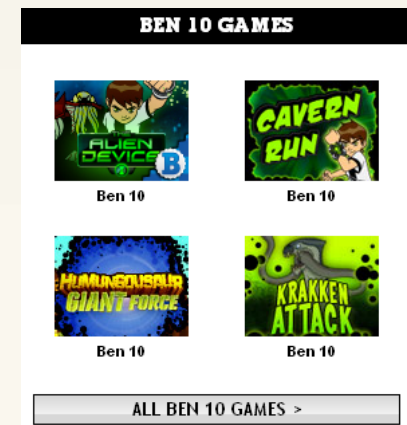 BEN 10 GAMES
ALIEN
DEVICE
B
CAVERN
RUN
Ben 10
Ben 10
HUMUNGOUSAUR
GIANT FORCE
KRAKKEN
ATTACK
Ben 10
Ben 10
ALL BEN 10 GAMES >